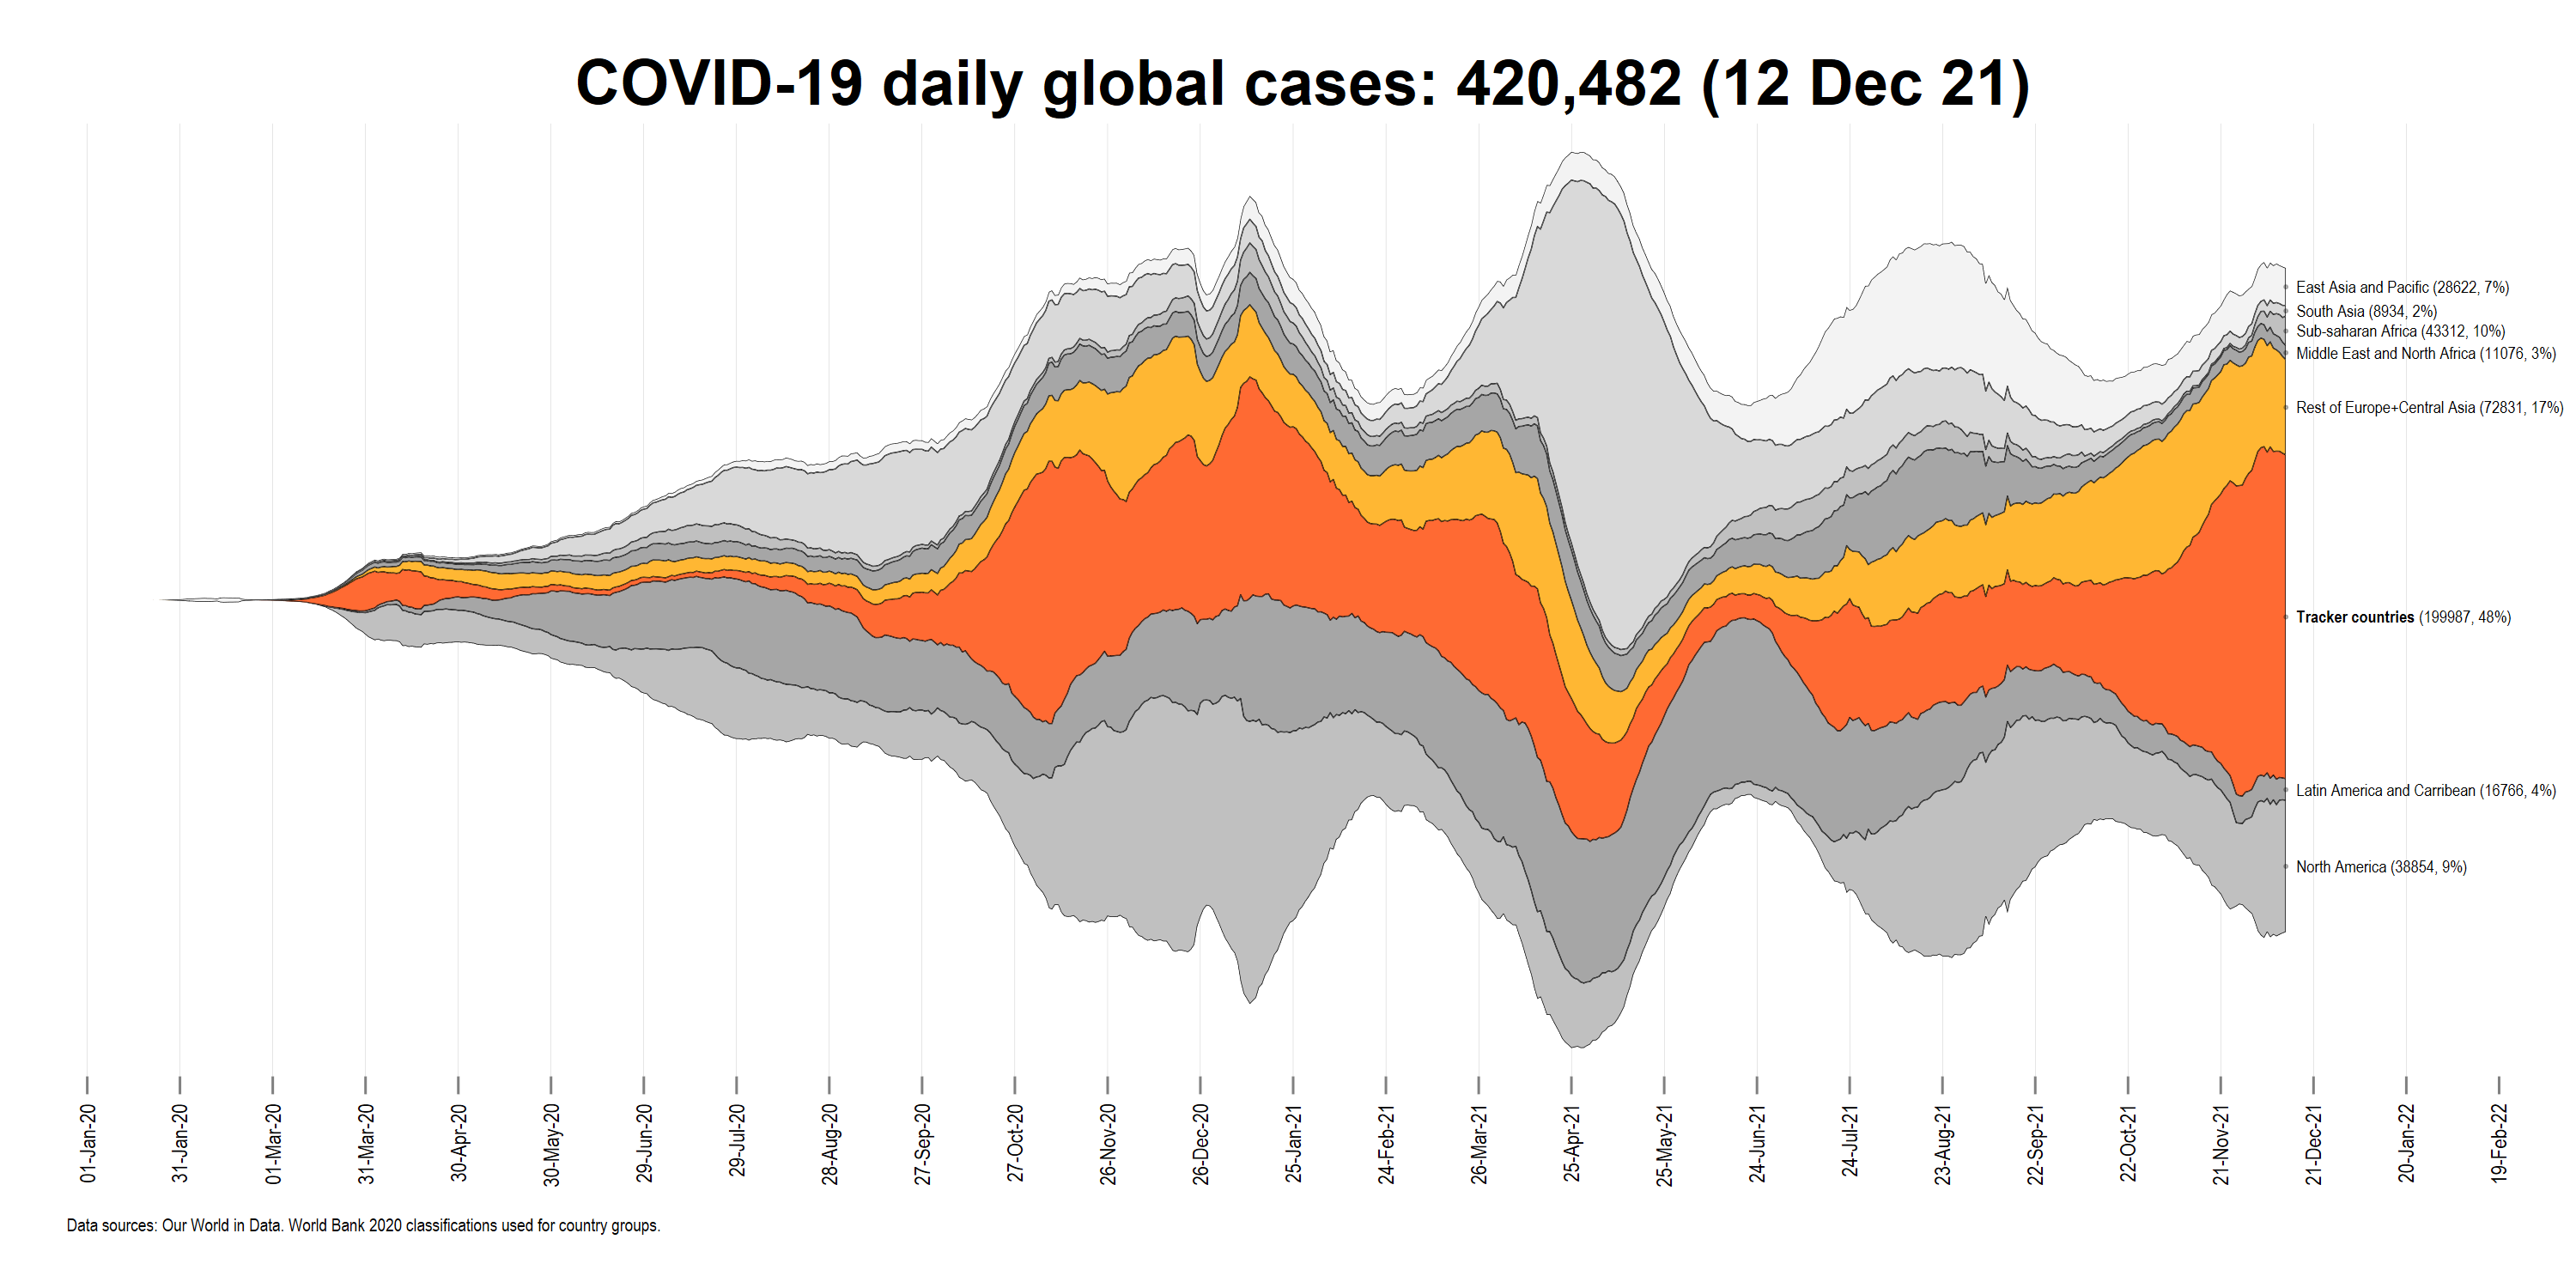 COVID-19 daily global cases: 420,482 (12 Dec 21)
East Asia and Pacific (28622, 7%)
South Asia (8934, 2%)
Sub-saharan Africa (43312, 10%)
Middle East and North Africa (11076, 3%)
Rest of Europe+Central Asia (72831, 17%)
Tracker countries (199987, 48%)
Latin America and Carribean (16766, 4%)
North America (38854, 9%)
01-Jan-20
31-Jan-20
01-Mar-20
31-Mar-20
30-Apr-20
30-May-20
29-Jun-20
29-Jul-20
28-Aug-20
27-Sep-20
27-Oct-20
26-Nov-20
26-Dec-20
25-Jan-21
24-Feb-21
26-Mar-21
25-Apr-21
25-May-21
24-Jun-21
24-Jul-21
23-Aug-21
22-Sep-21
22-Oct-21
21-Nov-21
21-Dec-21
20-Jan-22
19-Feb-22
Data sources: Our World in Data. World Bank 2020 classifications used for country groups.